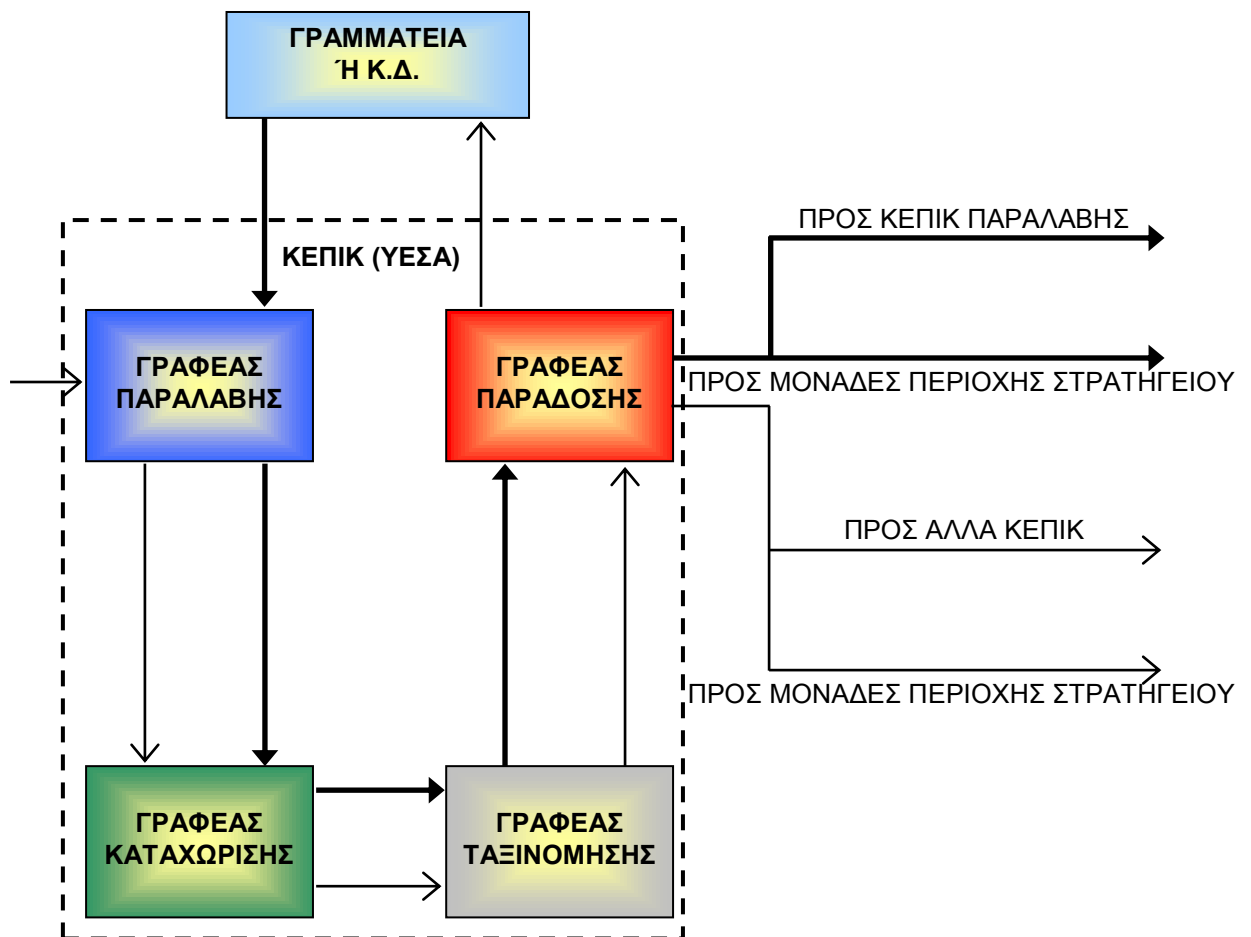 ΓΡΑΜΜΑΤΕΙΑ
Ή Κ.Δ.
ΠΡΟΣ ΚΕΠΙΚ ΠΑΡΑΛΑΒΗΣ
ΚΕΠΙΚ (ΥΕΣΑ)
ΓΡΑΦΕΑΣ
ΠΑΡΑΛΑΒΗΣ
ΓΡΑΦΕΑΣ
ΠΑΡΑΔΟΣΗΣ
ΠΡΟΣ ΜΟΝΑΔΕΣ ΠΕΡΙΟΧΗΣ ΣΤΡΑΤΗΓΕΙΟΥ
ΠΡΟΣ ΑΛΛΑ ΚΕΠΙΚ
ΠΡΟΣ ΜΟΝΑΔΕΣ ΠΕΡΙΟΧΗΣ ΣΤΡΑΤΗΓΕΙΟΥ
ΓΡΑΦΕΑΣ
ΚΑΤΑΧΩΡΙΣΗΣ
ΓΡΑΦΕΑΣ
ΤΑΞΙΝΟΜΗΣΗΣ